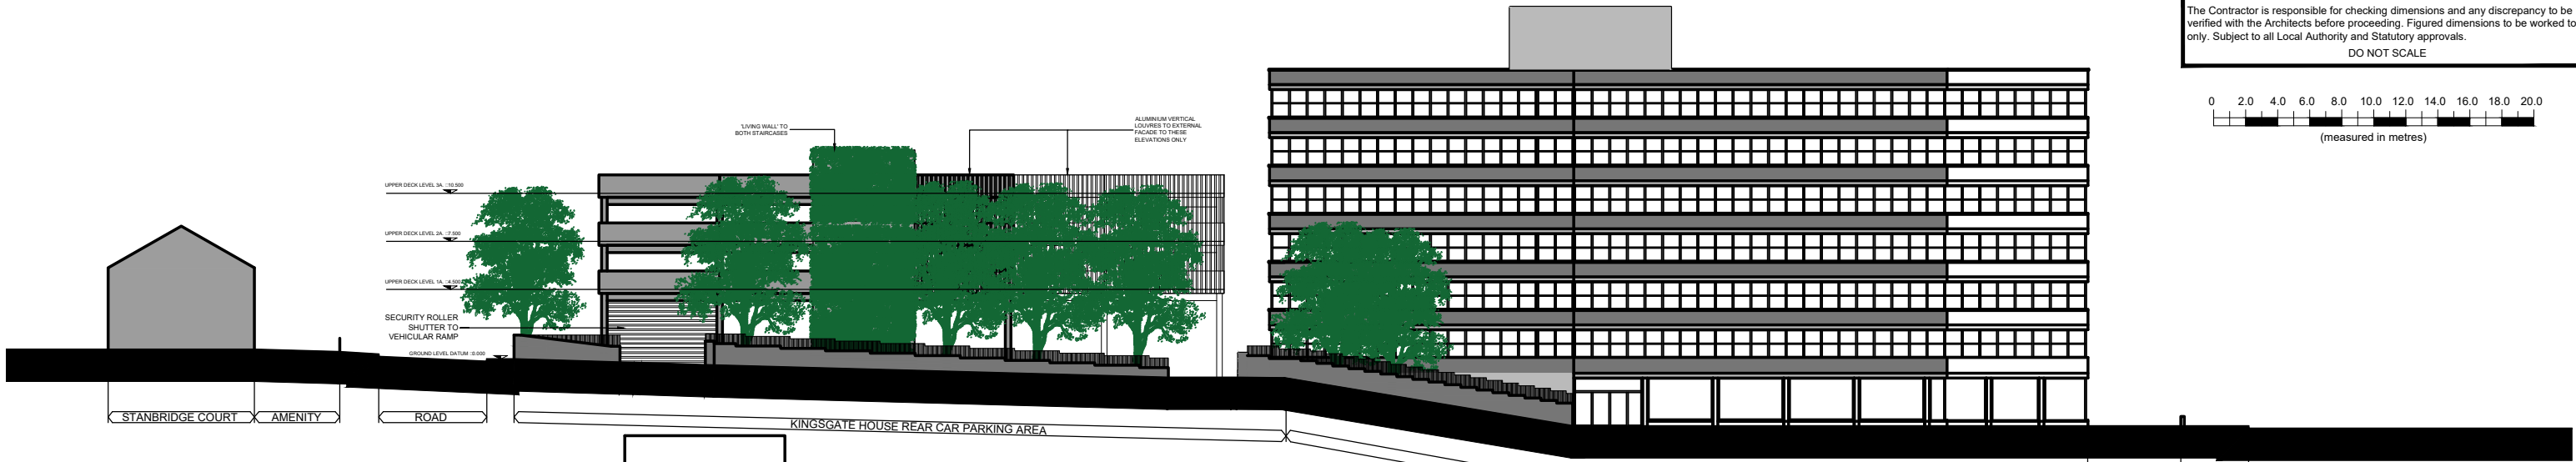 The Contractor is responsible for checking dimensions and any discrepancy to be
verified with the Architects before proceeding. Figured dimensions to be worked to
only. Subject to all Local Authority and Statutory approvals.
DO NOT SCALE
0 2.0 4.0 6.0 8.0 10.0 12.0 14.0 16.0 18.0 20.0
(measured in metres)
'LIVING WALL' TO
BOTH STAIRCASES
ALUMINIUM VERTICAL
LOUVRES TO EXTERNAL
FACADE TO THESE
ELEVATIONS ONLY
UPPER DECK LEVEL 3A. □10.500
UPPER DECK LEVEL 2A. □7.500
UPPER DECK LEVEL 1A. □4.500
SECURITY ROLLER
SHUTTER TO
VEHICULAR RAMP
GROUND LEVEL DATUM □0.000
STANBRIDGE COURT
AMENITY
ROAD
KINGSGATE HOUSE REAR CAR PARKING AREA